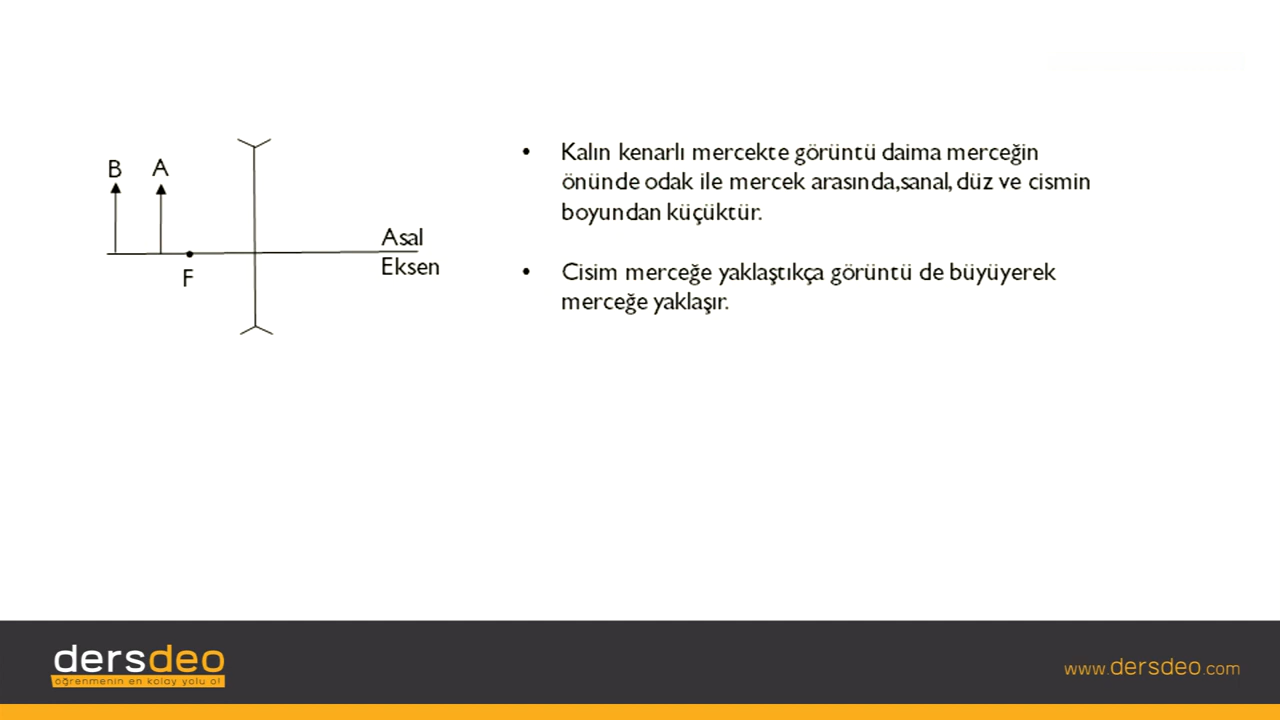 B
A
F
Asal
Eksen
• Kalın kenarlı mercekte görüntü daima merceğin
önünde odak ile mercek arasında,sanal, düz ve cismin
boyundan küçüktür.
• Cisim merceğe yaklaştıkça görüntü de büyüyerek
merceğe yaklaşır.
dersdeo
öğrenmenin en kolay yolu o!
www.dersdeo.com